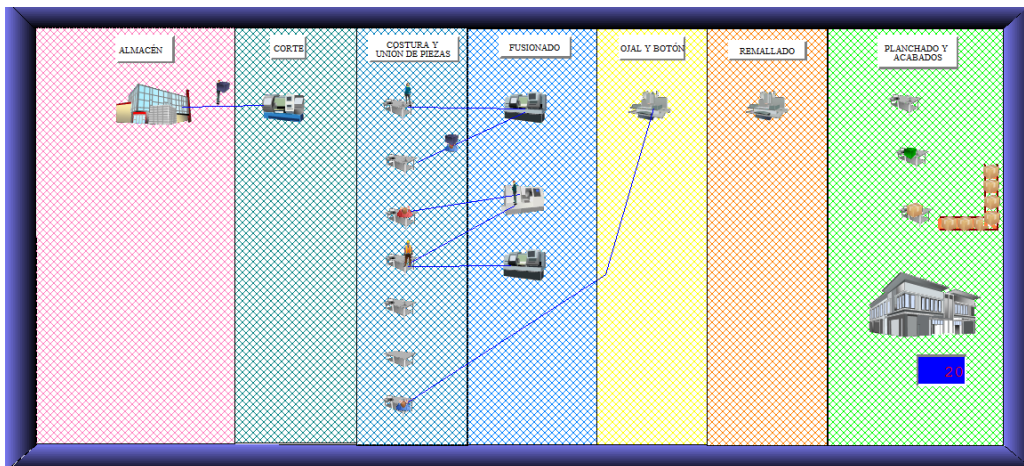 ALMACÉN
CORTE
COSTURA Y
UNIÓN DE PIEZAS
FUSIONADO
OJAL Y BOTÓN
REMALLADO
PLANCHADO Y
ACABADOS
20